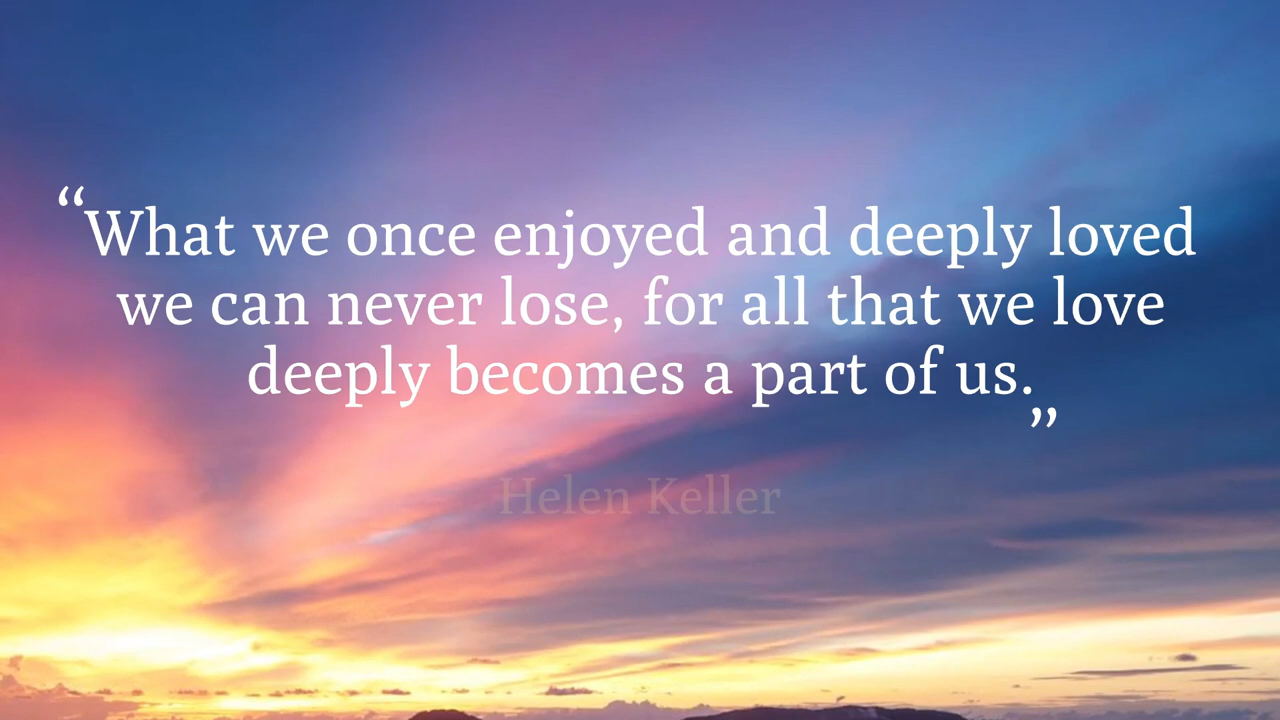 “What we once enjoyed and deeply loved
we can never lose, for all that we love
deeply becomes a part of us.”
Helen Keller